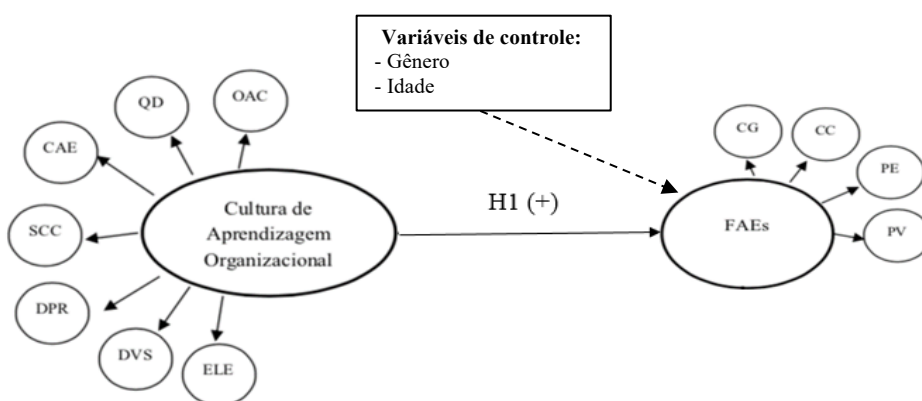 Variáveis de controle:
- Gênero
- Idade
OAC
QD
CAE
SCC
DPR
DVS
ELE
Cultura de
Aprendizagem
Organizacional
H1 (+)
CG
CC
PE
PV
FAEs